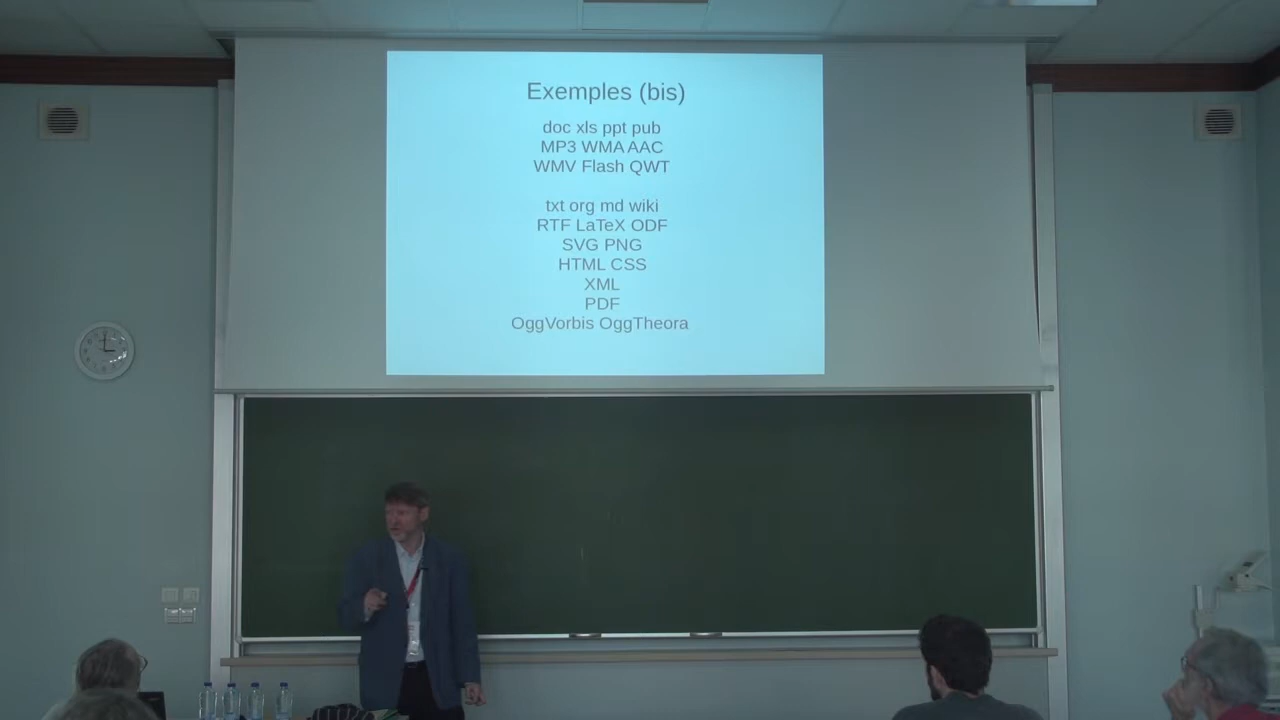 Exemples (bis)
doc xls ppt pub
MP3 WMA AAC
WMV Flash QWT
txt org md wiki
RTF LaTeX ODF
SVG PNG
HTML CSS
XML
PDF
OggVorbis OggTheora